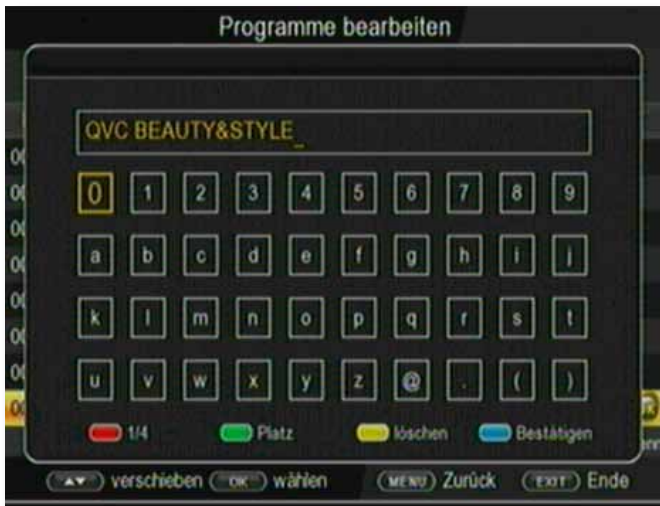 Programme bearbeiten
QVC BEAUTY&STYLE_
0 1 2 3 4 5 6 7 8 9
a b c d e f g h i j
k l m n o p q r s t
u v w x y z @ . ( )
1/4 Platz löschen Bestätigen
verschieben OK wählen MENU Zurück EXIT Ende